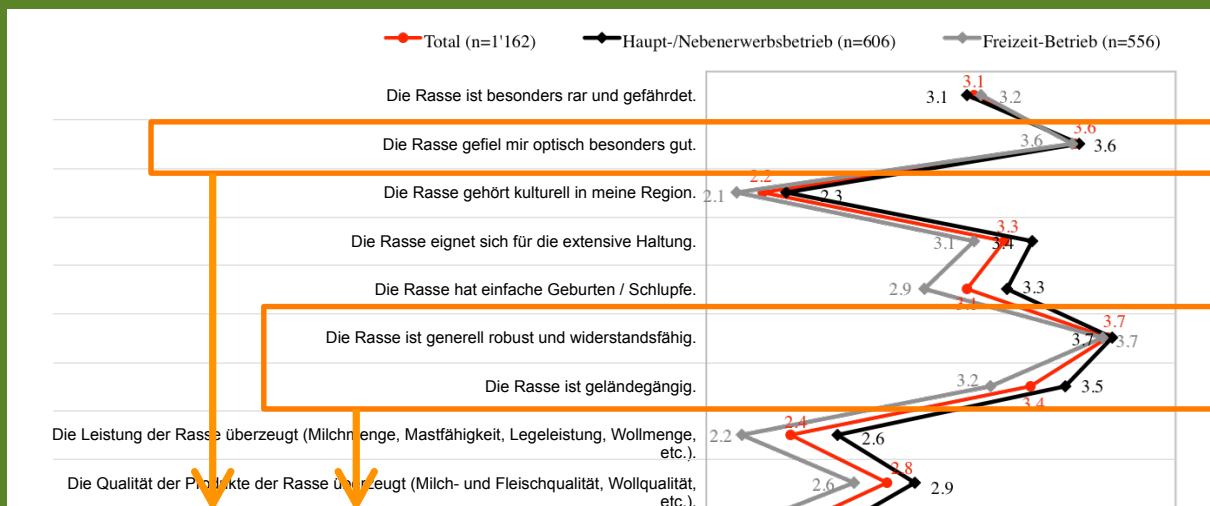 Total (n=1'162) Haupt-/Nebenerwerbsbetrieb (n=606) Freizeit-Betrieb (n=556)
Die Rasse ist besonders rar und gefährdet. 3.1 3.1 3.2
Die Rasse gefiel mir optisch besonders gut. 3.6 3.6 3.6
Die Rasse gehört kulturell in meine Region. 2.1 2.2 2.3
Die Rasse eignet sich für die extensive Haltung. 3.1 3.3 3.4
Die Rasse hat einfache Geburten / Schlupfe. 2.9 3.1 3.3
Die Rasse ist generell robust und widerstandsfähig. 3.7 3.7 3.7
Die Rasse ist geländegängig. 3.2 3.4 3.5
Die Leistung der Rasse überzeugt (Milchmenge, Mastfähigkeit, Legeleistung, Wollmenge, 2.2 2.4 2.6
etc.).
Die Qualität der Produkte der Rasse überzeugt (Milch- und Fleischqualität, Wollqualität, 2.6 2.8 2.9
etc.).